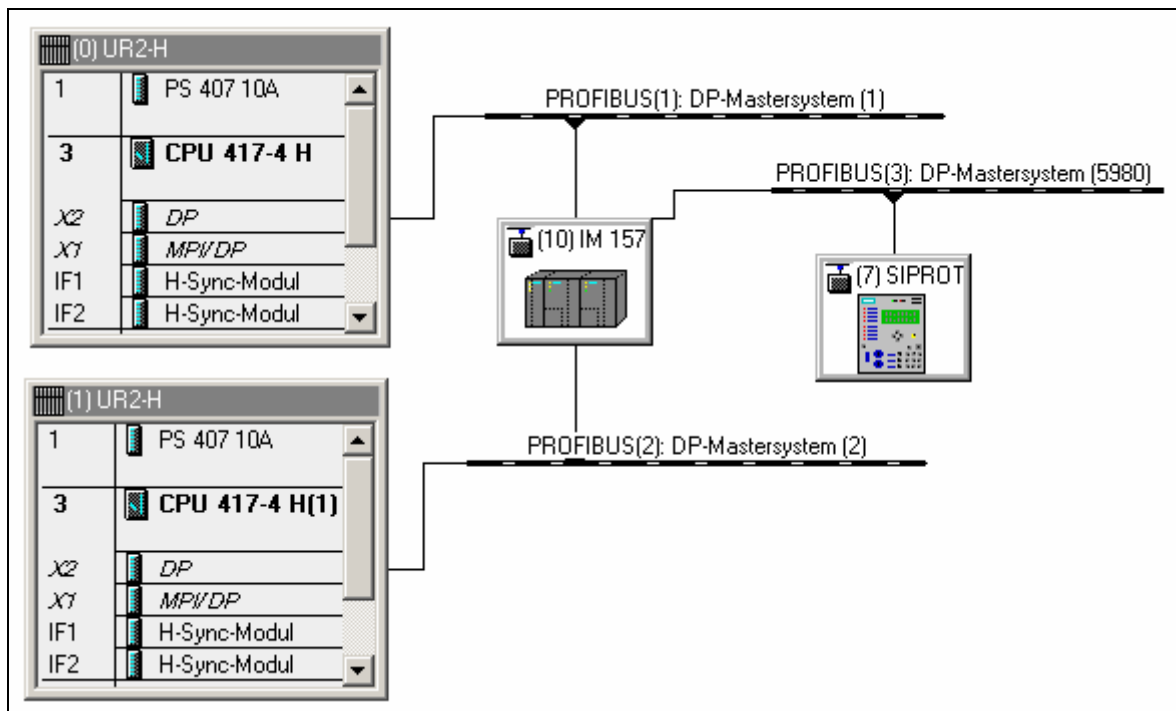 (0) UR2-H
1 PS 407 10A
3 CPU 417-4 H
X2 DP
X1 MPI/DP
IF1 H-Sync-Modul
IF2 H-Sync-Modul
PROFIBUS(1): DP-Mastersystem (1)
PROFIBUS(3): DP-Mastersystem (5980)
(10) IM 157
(7) SIPROT
(1) UR2-H
1 PS 407 10A
3 CPU 417-4 H(1)
X2 DP
X1 MPI/DP
IF1 H-Sync-Modul
IF2 H-Sync-Modul
PROFIBUS(2): DP-Mastersystem (2)